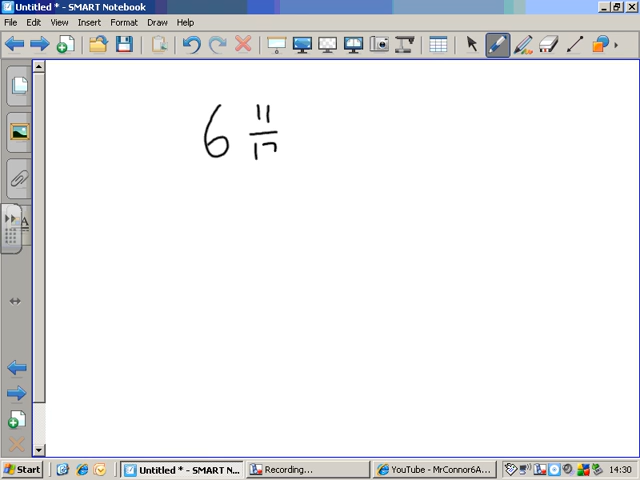 Untitled * - SMART Notebook
File Edit View Insert Format Draw Help
6 11
Start Untitled * - SMART N... Recording... YouTube - MrConnor6A... 14:30